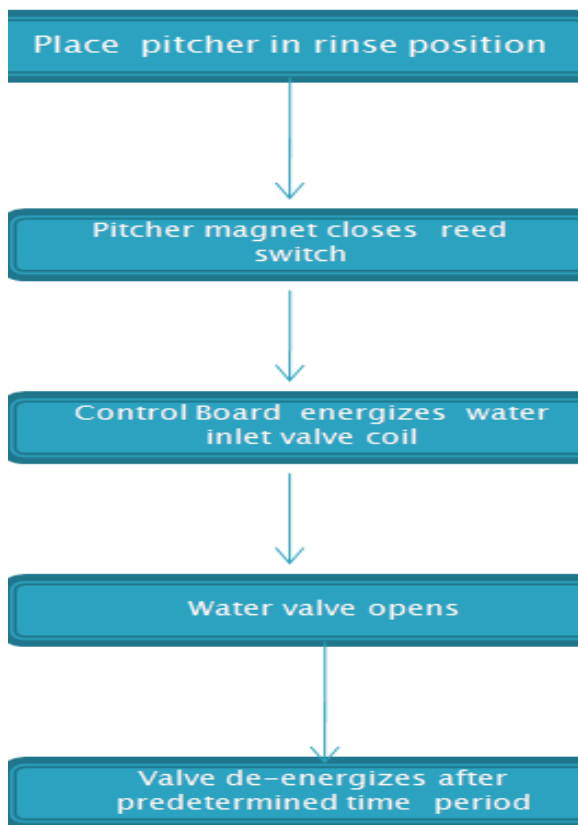 Place pitcher in rinse position
Pitcher magnet closes reed
switch
Control Board energizes water
inlet valve coil
Water valve opens
Valve de-energizes after
predetermined time period